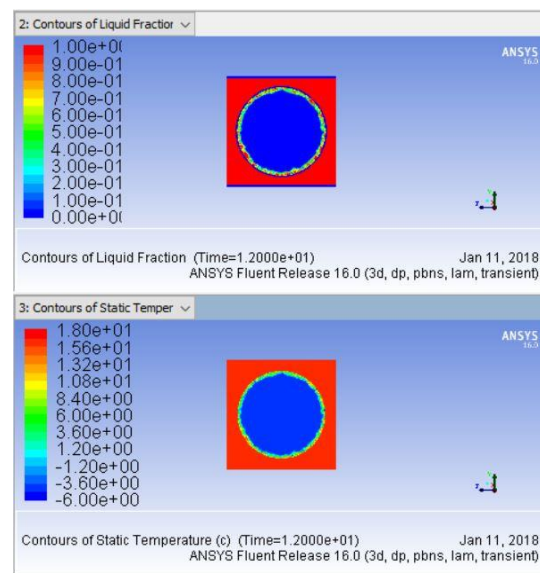 2: Contours of Liquid Fractior
1.00e+0(
9.00e-01
8.00e-01
7.00e-01
6.00e-01
5.00e-01
4.00e-01
3.00e-01
2.00e-01
1.00e-01
0.00e+0(
ANSYS
16.0
Contours of Liquid Fraction (Time=1.2000e+01)
Jan 11, 2018
ANSYS Fluent Release 16.0 (3d, dp, pbns, lam, transient)
3: Contours of Static Temper
1.80e+01
1.56e+01
1.32e+01
1.08e+01
8.40e+00
6.00e+00
3.60e+00
1.20e+00
-1.20e+00
-3.60e+00
-6.00e+00
ANSYS
16.0
Contours of Static Temperature (c) (Time=1.2000e+01)
Jan 11, 2018
ANSYS Fluent Release 16.0 (3d, dp, pbns, lam, transient)